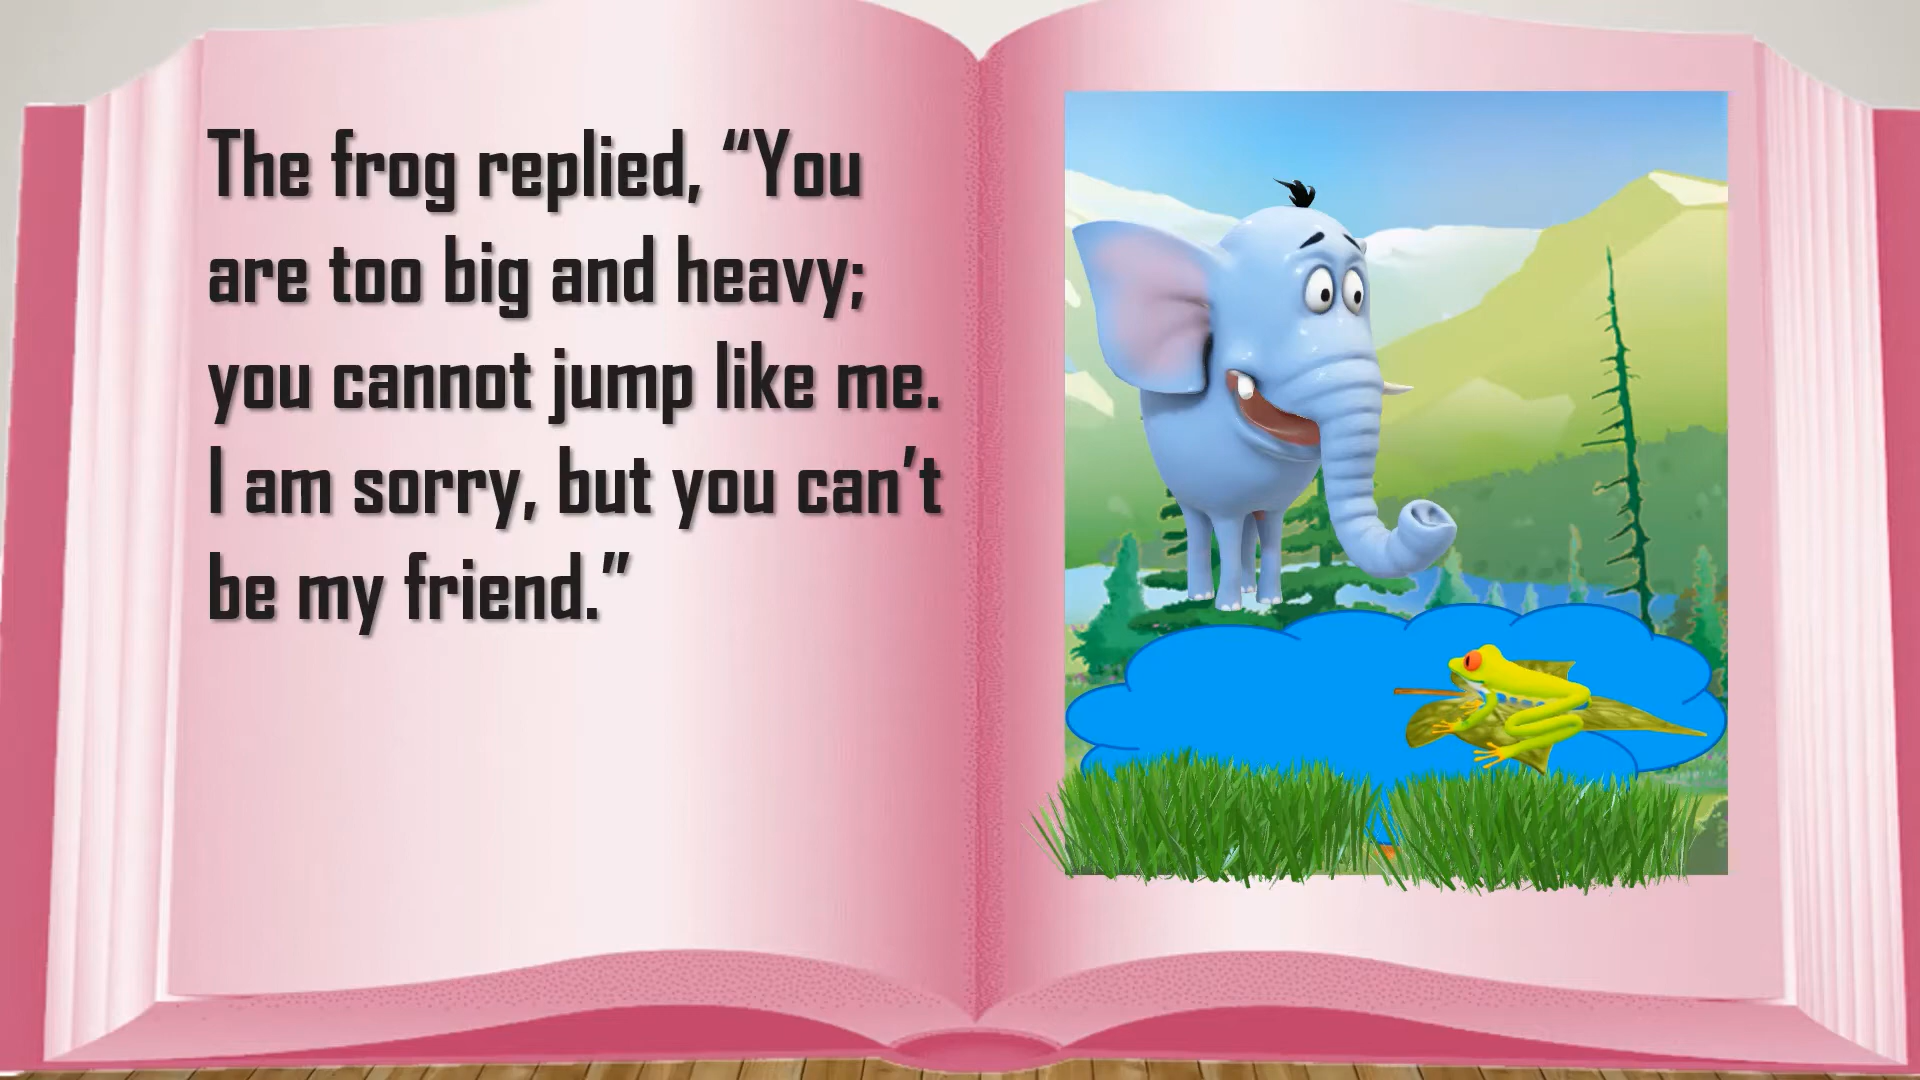 The frog replied, “You
are too big and heavy;
you cannot jump like me.
I am sorry, but you can’t
be my friend.”